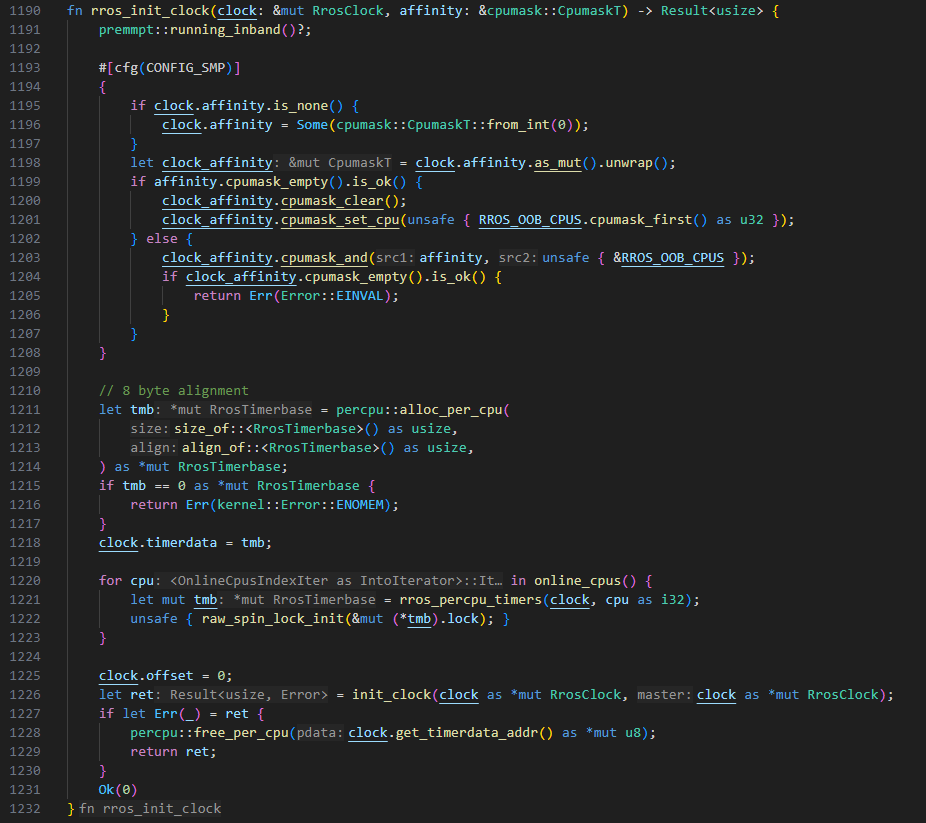 1190 fn rros_init_clock(clock: &mut RrosClock, affinity: &cpumask::CpumaskT) -> Result<usize> {
1191     premmpt::running_inband()?;
1192
1193     #[cfg(CONFIG_SMP)]
1194     {
1195         if clock.affinity.is_none() {
1196             clock.affinity = Some(cpumask::CpumaskT::from_int(0));
1197         }
1198         let clock_affinity: &mut CpumaskT = clock.affinity.as_mut().unwrap();
1199         if affinity.cpumask_empty().is_ok() {
1200             clock_affinity.cpumask_clear();
1201             clock_affinity.cpumask_set_cpu(unsafe { RROS_OOB_CPUS.cpumask_first() as u32 });
1202         } else {
1203             clock_affinity.cpumask_and(src1: affinity, src2: unsafe { &RROS_OOB_CPUS });
1204             if clock_affinity.cpumask_empty().is_ok() {
1205                 return Err(Error::EINVAL);
1206             }
1207         }
1208     }
1209
1210     // 8 byte alignment
1211     let tmb: *mut RrosTimerbase = percpu::alloc_per_cpu(
1212         size: size_of::<RrosTimerbase>() as usize,
1213         align: align_of::<RrosTimerbase>() as usize,
1214     ) as *mut RrosTimerbase;
1215     if tmb == 0 as *mut RrosTimerbase {
1216         return Err(kernel::Error::ENOMEM);
1217     }
1218     clock.timerdata = tmb;
1219
1220     for cpu: <OnlineCpusIndexIter as IntoIterator>::It… in online_cpus() {
1221         let mut tmb: *mut RrosTimerbase = rros_percpu_timers(clock, cpu as i32);
1222         unsafe { raw_spin_lock_init(&mut (*tmb).lock); }
1223     }
1224
1225     clock.offset = 0;
1226     let ret: Result<usize, Error> = init_clock(clock as *mut RrosClock, master: clock as *mut RrosClock);
1227     if let Err(_) = ret {
1228         percpu::free_per_cpu(pdata: clock.get_timerdata_addr() as *mut u8);
1229         return ret;
1230     }
1231     Ok(0)
1232 } fn rros_init_clock